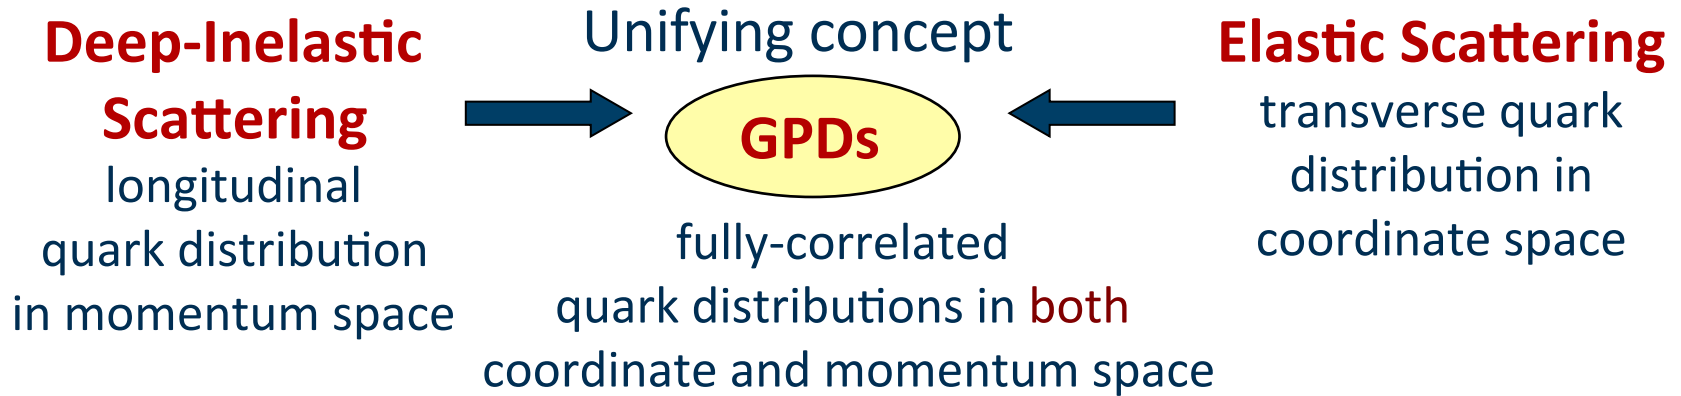 Deep-Inelastic
Scattering
longitudinal
quark distribution
in momentum space
Unifying concept
GPDs
fully-correlated
quark distributions in both
coordinate and momentum space
Elastic Scattering
transverse quark
distribution in
coordinate space